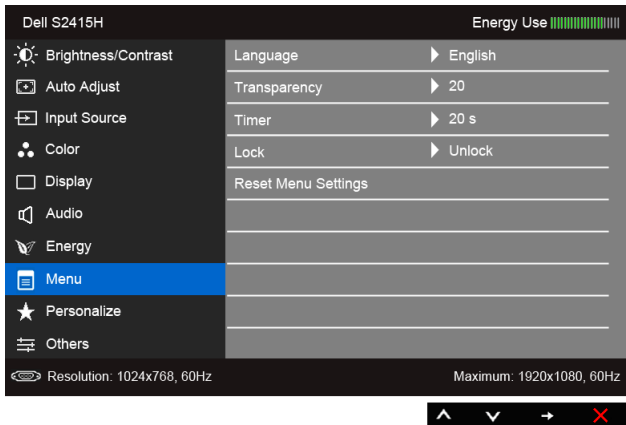 Dell S2415H Energy Use
Brightness/Contrast Language English
Auto Adjust Transparency 20
Input Source Timer 20 s
Color Lock Unlock
Display Reset Menu Settings
Audio
Energy
Menu
Personalize
Others
Resolution: 1024x768, 60Hz Maximum: 1920x1080, 60Hz